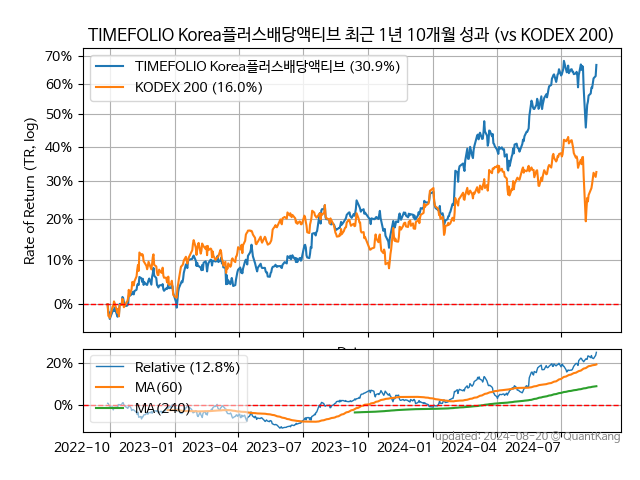 TIMEFOLIO Korea플러스배당액티브 최근 1년 10개월 성과 (vs KODEX 200)
Rate of Return (TR, log)
70%
60%
50%
40%
30%
20%
10%
0%
TIMEFOLIO Korea플러스배당액티브 (30.9%)
KODEX 200 (16.0%)
20%
0%
Relative (12.8%)
MA(60)
MA(240)
2022-10
2023-01
2023-04
2023-07
2023-10
2024-01
2024-04
2024-07
updated: 2024-08-20 © QuantKang